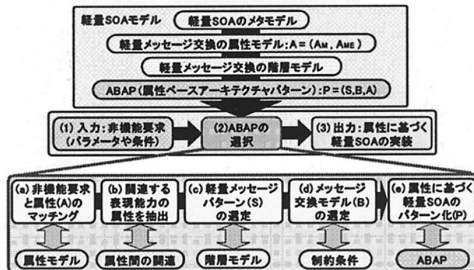 軽量SOAモデル
軽量SOAのメタモデル
軽量メッセージ交換の属性モデル:A=(AM, AME)
軽量メッセージ交換の階層モデル
ABAP(属性ベースアーキテクチャパターン):P=(S,B,A)
(1)入力:非機能要求
(パラメータや条件)
(2)ABAPの
選択
(3)出力:属性に基づく
軽量SOAの実装
(a)非機能要求
と属性(A)の
マッチング
(b)関連する
表現能力の
属性を抽出
(c)軽量メッセージ
パターン(S)
の選定
(d)メッセージ
交換モデル(B)
の選定
(e)属性に基づく
軽量SOAの
パターン化(P)
属性モデル
属性間の関連
階層モデル
制約条件
ABAP